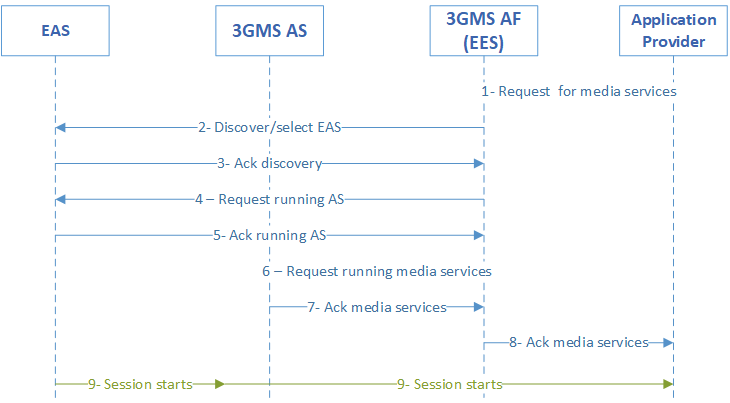 EAS
3GMS AS
3GMS AF
(EES)
Application
Provider
1- Request  for media services
2- Discover/select EAS
3- Ack discovery
4 – Request running AS
5- Ack running AS
6 – Request running media services
7- Ack media services
8- Ack media services
9- Session starts
9- Session starts